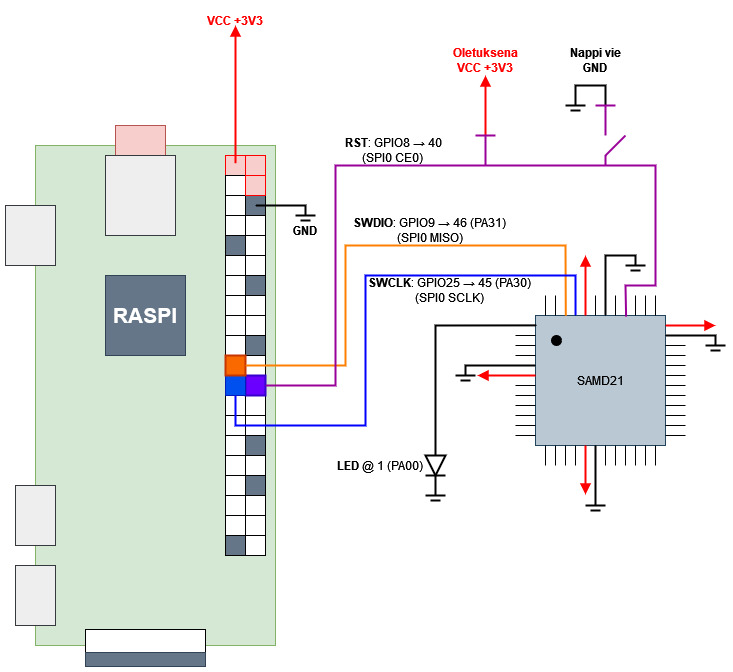 VCC +3V3
Oletuksena
VCC +3V3
Nappi vie
GND
RST: GPIO8 → 40
(SPI0 CE0)
SWDIO: GPIO9 → 46 (PA31)
(SPI0 MISO)
GND
SWCLK: GPIO25 → 45 (PA30)
(SPI0 SCLK)
RASPI
SAMD21
LED @ 1 (PA00)